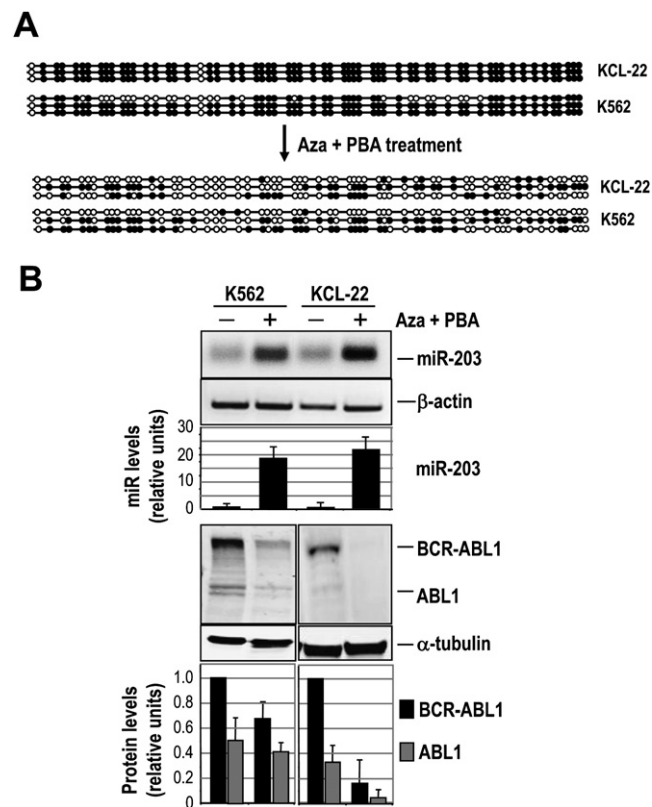 A
KCL-22
K562
Aza + PBA treatment
KCL-22
K562
B
K562 KCL-22
– + – + Aza + PBA
miR-203
β-actin
miR levels
(relative units)
30
20
10
0
miR-203
BCR-ABL1
ABL1
α-tubulin
Protein levels
(relative units)
1.0
0.8
0.6
0.4
0.2
0
BCR-ABL1
ABL1